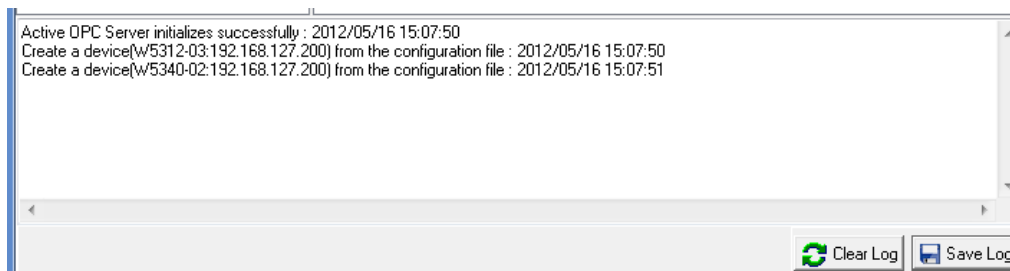 Active OPC Server initializes successfully : 2012/05/16 15:07:50
Create a device(W5312-03:192.168.127.200) from the configuration file : 2012/05/16 15:07:50
Create a device(W5340-02:192.168.127.200) from the configuration file : 2012/05/16 15:07:51
Clear Log Save Log